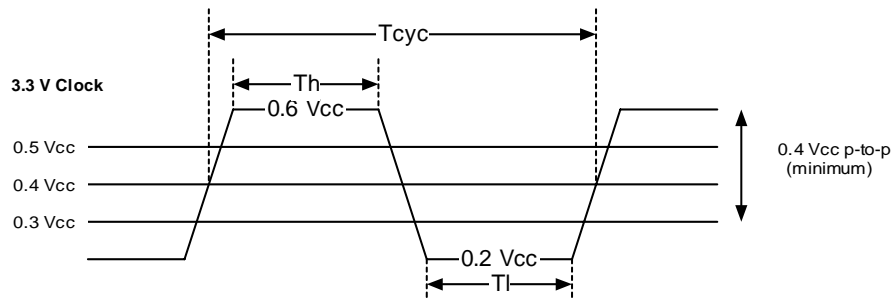 Tcyc
3.3 V Clock
Th
0.6 Vcc
0.5 Vcc
0.4 Vcc
0.3 Vcc
0.4 Vcc p-to-p
(minimum)
0.2 Vcc
Tl